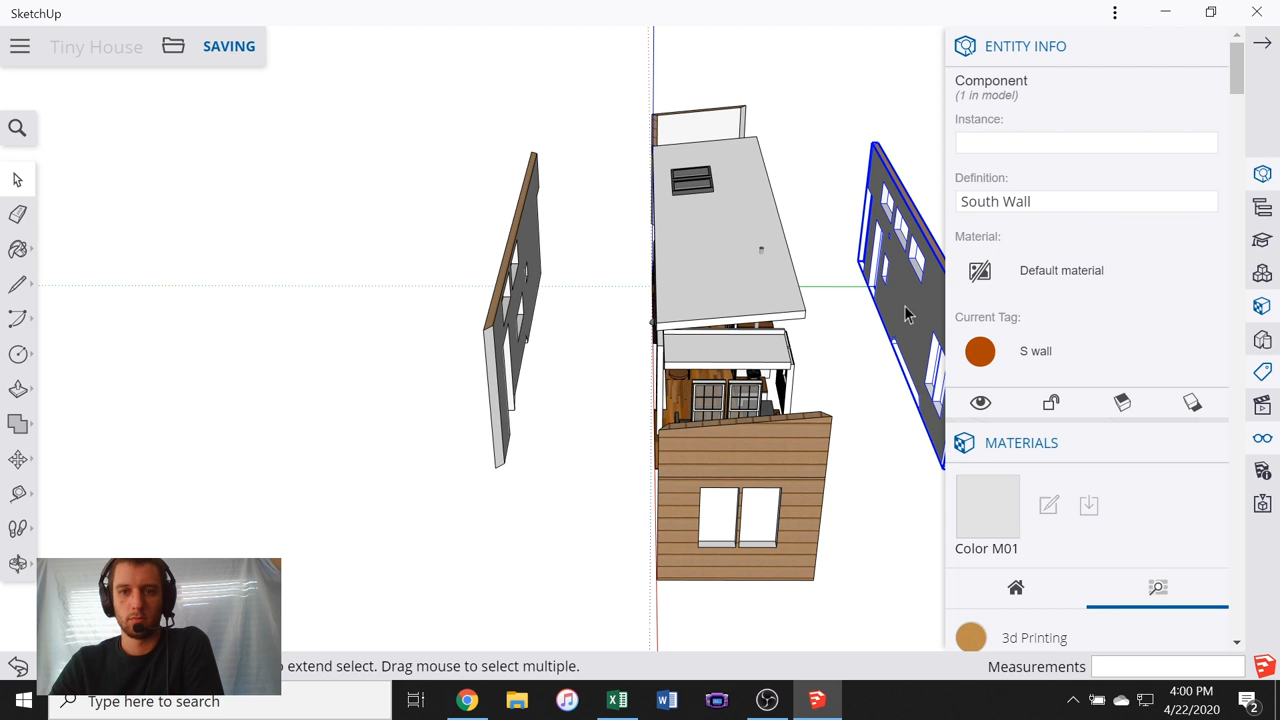 SketchUp
Tiny House
SAVING
ENTITY INFO
Component
(1 in model)
Instance:
Definition:
South Wall
Material:
Default material
Current Tag:
S wall
MATERIALS
Color M01
3d Printing
o extend select. Drag mouse to select multiple.
Measurements
Type here to search
4:00 PM
4/22/2020
2